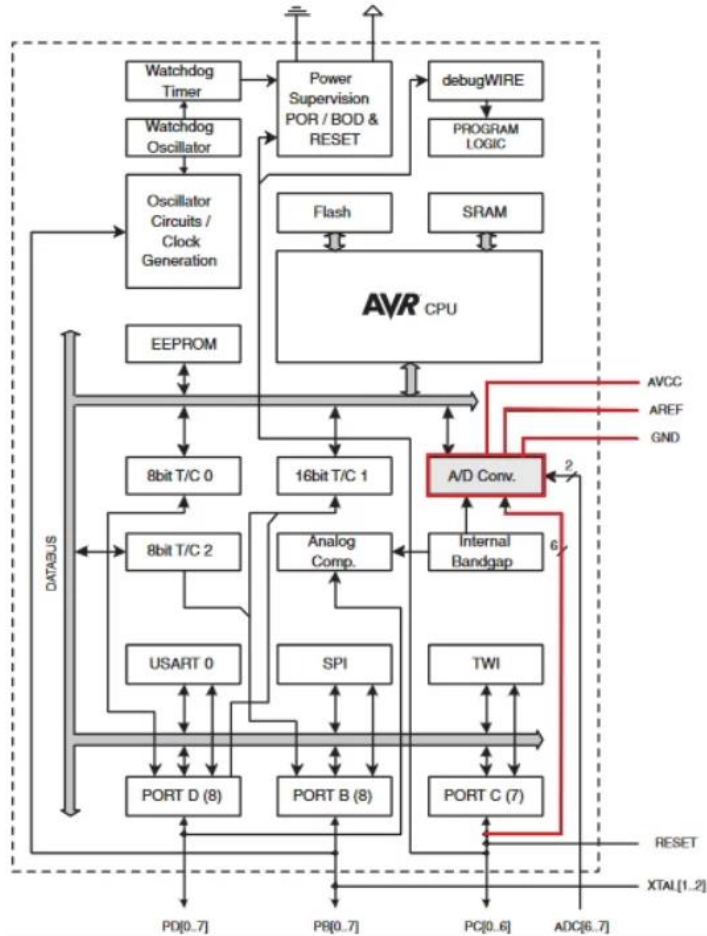 Watchdog
Timer
Power
Supervision
POR / BOD &
RESET
debugWIRE
Watchdog
Oscillator
PROGRAM
LOGIC
Oscillator
Circuits /
Clock
Generation
Flash
SRAM
AVR CPU
EEPROM
AVCC
AREF
GND
8bit T/C 0
16bit T/C 1
A/D Conv.
2
8bit T/C 2
Analog
Comp.
Internal
Bandgap
6
DATABUS
USART 0
SPI
TWI
PORT D (8)
PORT B (8)
PORT C (7)
RESET
XTAL[1..2]
PD[0..7]
PB[0..7]
PC[0..6]
ADC[6..7]